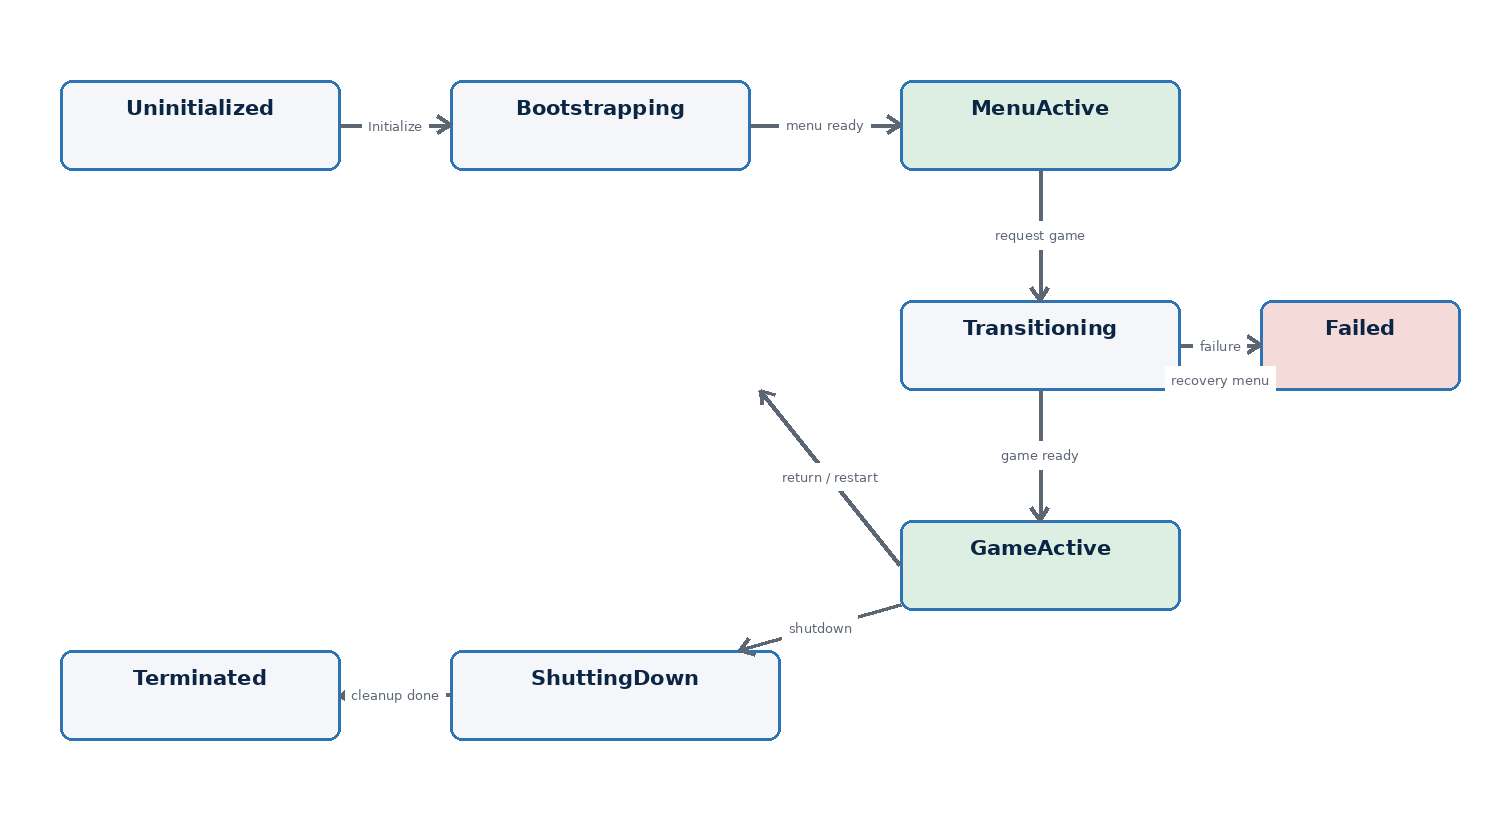 Uninitialized
Initialize
Bootstrapping
menu ready
MenuActive
request game
Transitioning
failure
Failed
recovery menu
game ready
return / restart
GameActive
shutdown
Terminated
cleanup done
ShuttingDown